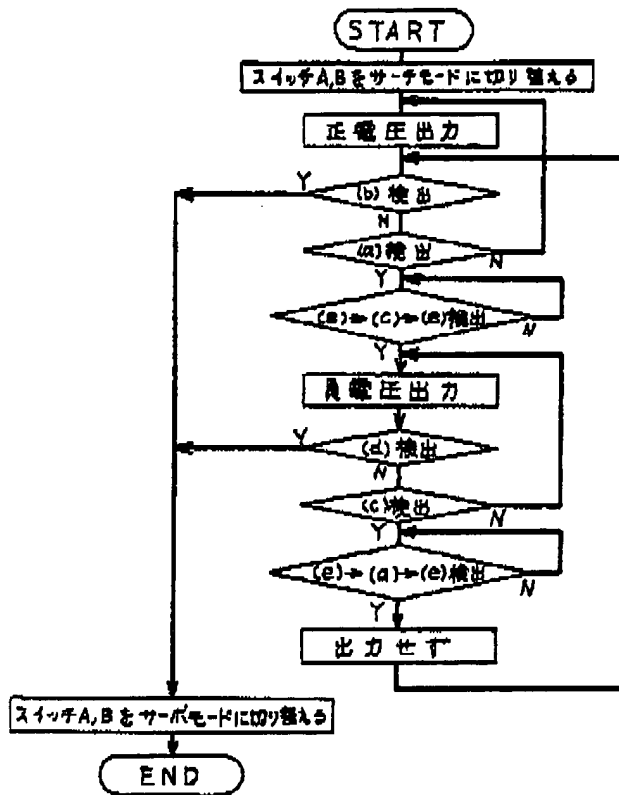 START
スイッチA,Bをサーチモードに切り替える
正電圧出力
Y
(b)検出
N
(a)検出
N
Y
(e)→(c)→(e)検出
N
Y
負電圧出力
Y
(d)検出
N
(c)検出
N
Y
(e)→(a)→(e)検出
N
Y
出力せず
スイッチA,Bをサーボモードに切り替える
END